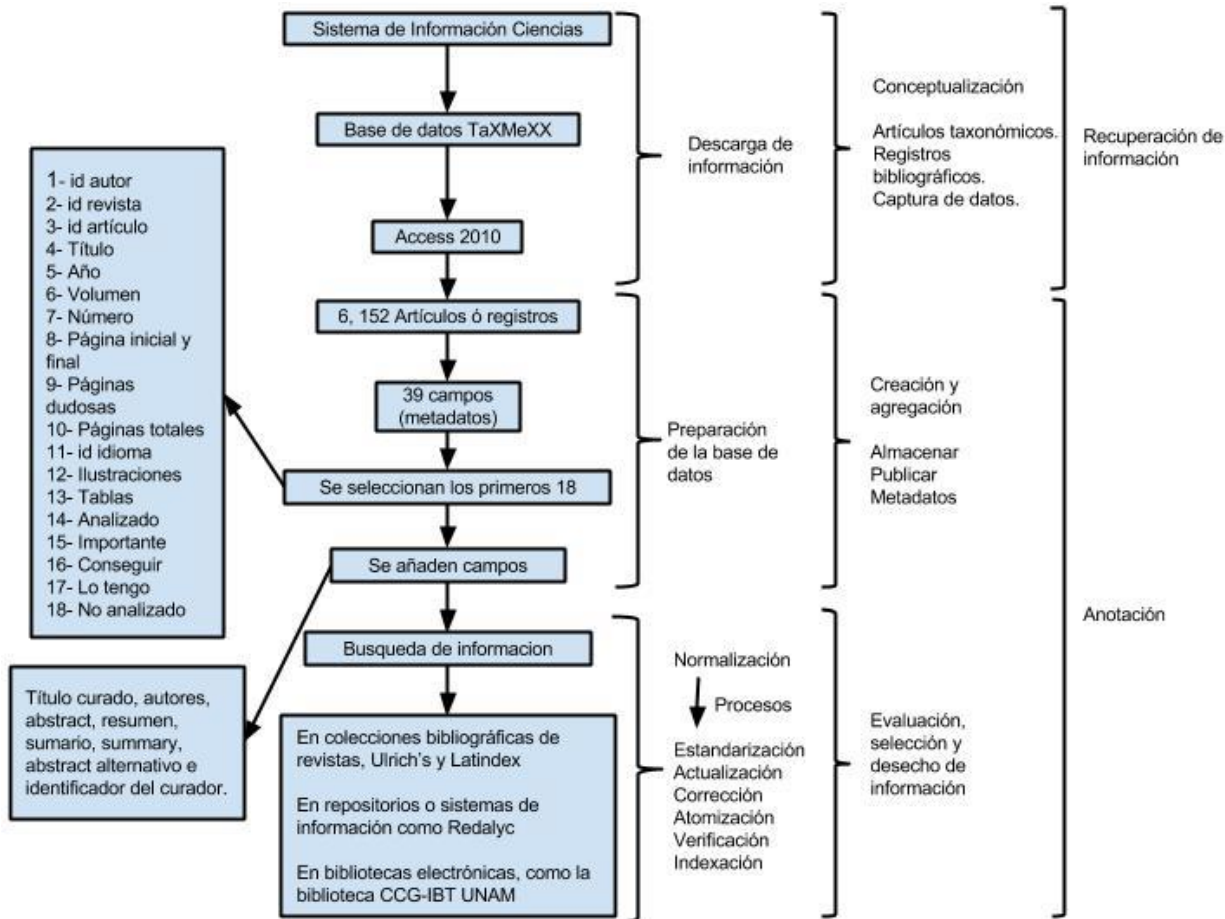 Sistema de Información Ciencias
Base de datos TaXMeXX
Access 2010
6, 152 Artículos ó registros
39 campos
(metadatos)
Se seleccionan los primeros 18
Se añaden campos
Busqueda de informacion
En colecciones bibliográficas de
revistas, Ulrich's y Latindex
En repositorios o sistemas de
información como Redalyc
En bibliotecas electrónicas, como la
biblioteca CCG-IBT UNAM
1- id autor
2- id revista
3- id artículo
4- Título
5- Año
6- Volumen
7- Número
8- Página inicial y
final
9- Páginas
dudosas
10- Páginas totales
11- id idioma
12- Ilustraciones
13- Tablas
14- Analizado
15- Importante
16- Conseguir
17- Lo tengo
18- No analizado
Título curado, autores,
abstract, resumen,
sumario, summary,
abstract alternativo e
identificador del curador.
Descarga de
información
Preparación
de la base de
datos
Normalización
Procesos
Estandarización
Actualización
Corrección
Atomización
Verificación
Indexación
Conceptualización
Artículos taxonómicos.
Registros
bibliográficos.
Captura de datos.
Creación y
agregación
Almacenar
Publicar
Metadatos
Evaluación,
selección y
desecho de
información
Recuperación de
información
Anotación